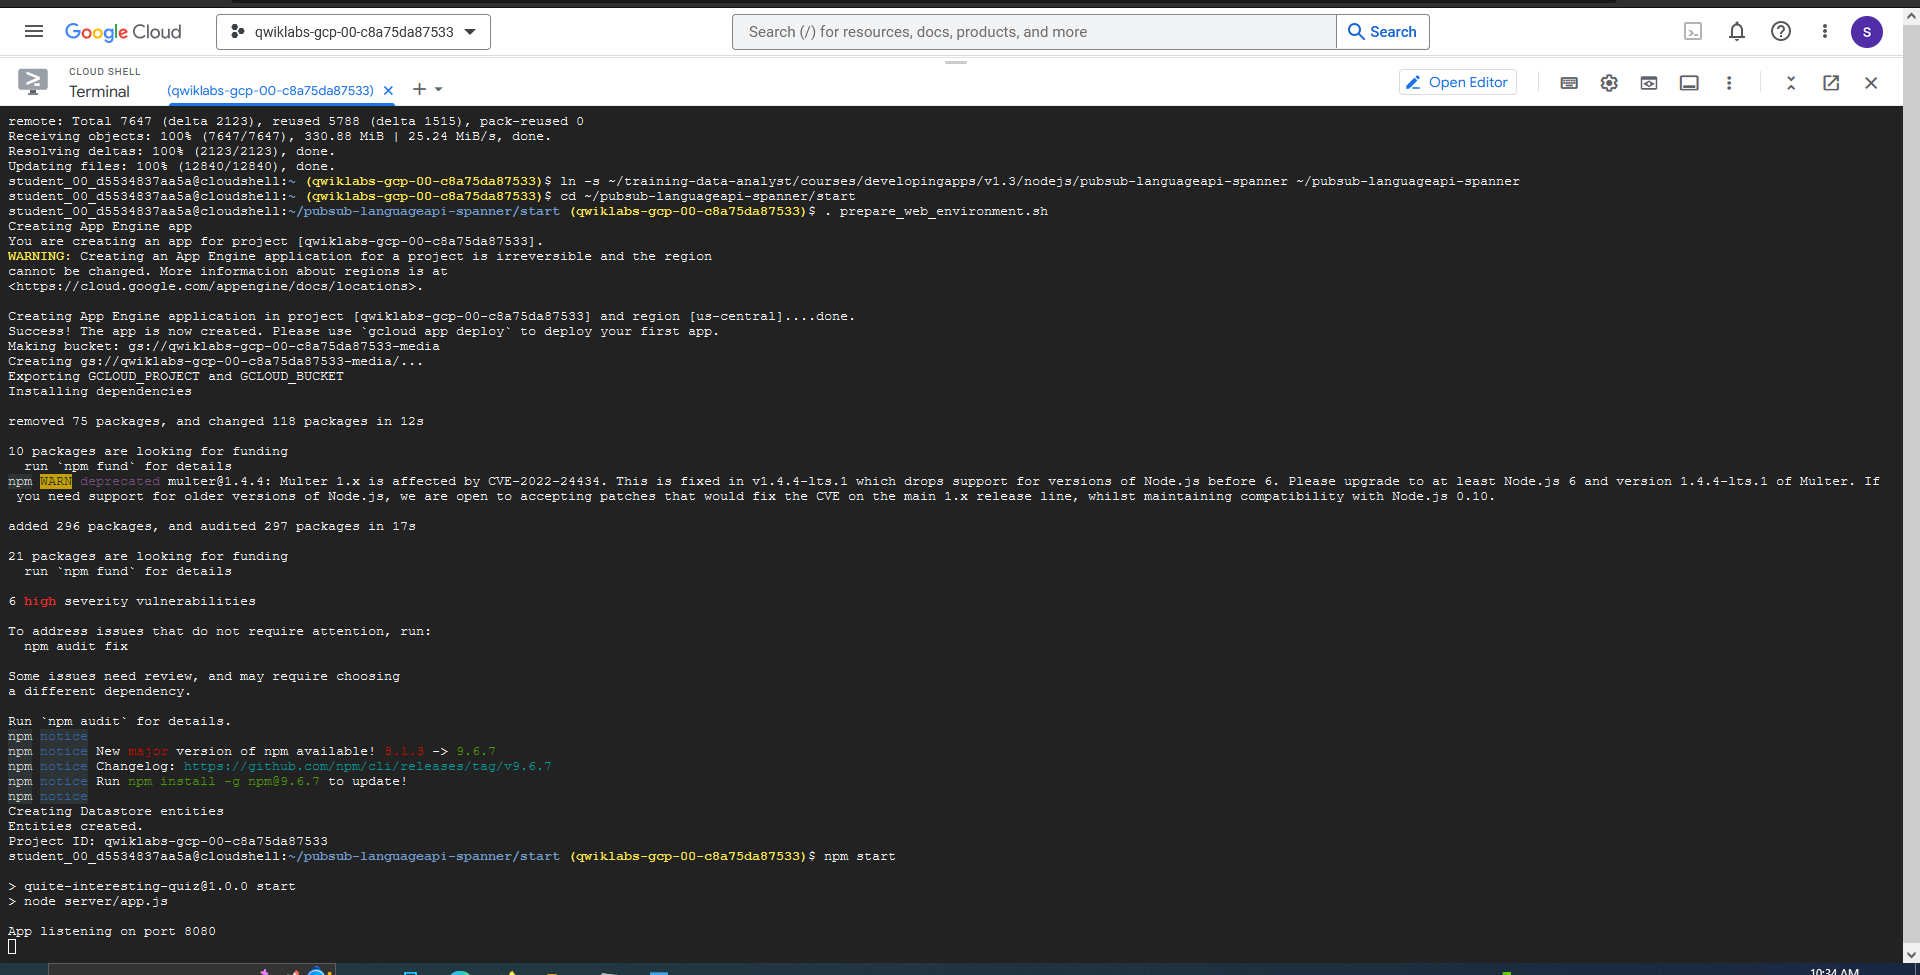 Google Cloud
qwiklabs-gcp-00-c8a75da87533
Search (/) for resources, docs, products, and more
Search
S
CLOUD SHELL
Terminal
(qwiklabs-gcp-00-c8a75da87533)
Open Editor
remote: Total 7647 (delta 2123), reused 5788 (delta 1515), pack-reused 0
Receiving objects: 100% (7647/7647), 330.88 MiB | 25.24 MiB/s, done.
Resolving deltas: 100% (2123/2123), done.
Updating files: 100% (12840/12840), done.
student_00_d5534837aa5a@cloudshell:~ (qwiklabs-gcp-00-c8a75da87533)$ ln -s ~/training-data-analyst/courses/developingapps/v1.3/nodejs/pubsub-languageapi-spanner ~/pubsub-languageapi-spanner
student_00_d5534837aa5a@cloudshell:~ (qwiklabs-gcp-00-c8a75da87533)$ cd ~/pubsub-languageapi-spanner/start
student_00_d5534837aa5a@cloudshell:~/pubsub-languageapi-spanner/start (qwiklabs-gcp-00-c8a75da87533)$ . prepare_web_environment.sh
Creating App Engine app
You are creating an app for project [qwiklabs-gcp-00-c8a75da87533].
WARNING: Creating an App Engine application for a project is irreversible and the region
cannot be changed. More information about regions is at
<https://cloud.google.com/appengine/docs/locations>.
Creating App Engine application in project [qwiklabs-gcp-00-c8a75da87533] and region [us-central]....done.
Success! The app is now created. Please use `gcloud app deploy` to deploy your first app.
Making bucket: gs://qwiklabs-gcp-00-c8a75da87533-media
Creating gs://qwiklabs-gcp-00-c8a75da87533-media/...
Exporting GCLOUD_PROJECT and GCLOUD_BUCKET
Installing dependencies
removed 75 packages, and changed 118 packages in 12s
10 packages are looking for funding
run `npm fund` for details
npm WARN deprecated multer@1.4.4: Multer 1.x is affected by CVE-2022-24434. This is fixed in v1.4.4-lts.1 which drops support for versions of Node.js before 6. Please upgrade to at least Node.js 6 and version 1.4.4-lts.1 of Multer. If
you need support for older versions of Node.js, we are open to accepting patches that would fix the CVE on the main 1.x release line, whilst maintaining compatibility with Node.js 0.10.
added 296 packages, and audited 297 packages in 17s
21 packages are looking for funding
run `npm fund` for details
6 high severity vulnerabilities
To address issues that do not require attention, run:
npm audit fix
Some issues need review, and may require choosing
a different dependency.
Run `npm audit` for details.
npm notice
npm notice New major version of npm available! 8.1.3 -> 9.6.7
npm notice Changelog: https://github.com/npm/cli/releases/tag/v9.6.7
npm notice Run npm install -g npm@9.6.7 to update!
npm notice
Creating Datastore entities
Entities created.
Project ID: qwiklabs-gcp-00-c8a75da87533
student_00_d5534837aa5a@cloudshell:~/pubsub-languageapi-spanner/start (qwiklabs-gcp-00-c8a75da87533)$ npm start
> quite-interesting-quiz@1.0.0 start
> node server/app.js
App listening on port 8080
10:34 AM